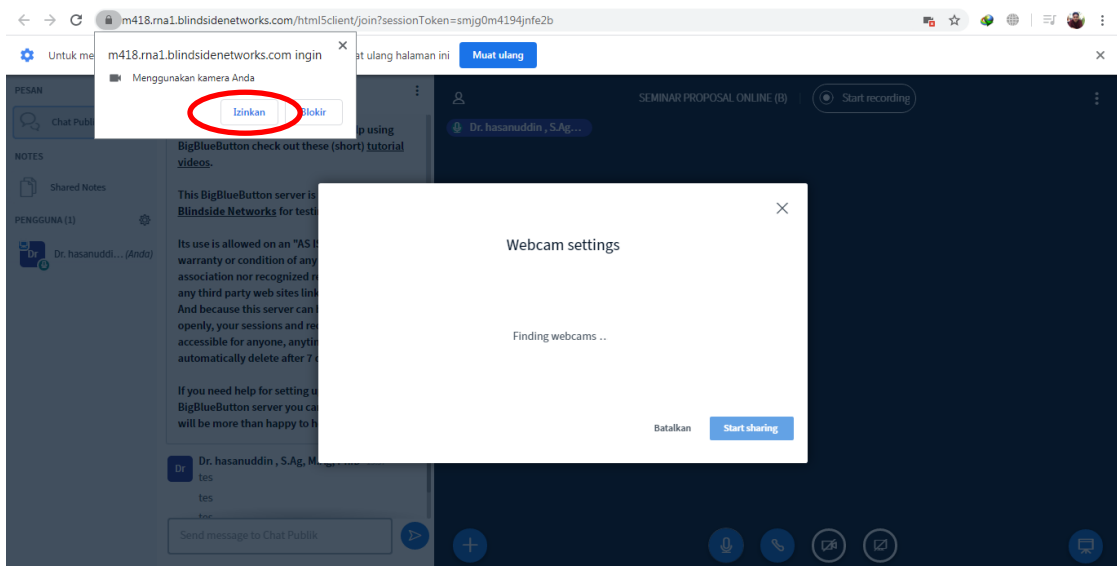 m418.rna1.blindsidenetworks.com/html5client/join?sessionToken=smjg0m4194jnfe2b
Untuk me
at ulang halaman ini
Muat ulang
m418.rna1.blindsidenetworks.com ingin
Menggunakan kamera Anda
Izinkan
Blokir
PESAN
Chat Publi
NOTES
Shared Notes
PENGGUNA (1)
Dr
Dr. hasanuddi... (Anda)
lp using
BigBlueButton check out these (short) tutorial
videos.
This BigBlueButton server is
Blindside Networks for testi
Its use is allowed on an "AS IS
warranty or condition of any
association nor recognized
any third party web sites link
And because this server can
openly, your sessions and rec
accessible for anyone, anytim
automatically delete after 7
If you need help for setting u
BigBlueButton server you ca
will be more than happy to h
Dr
Dr. hasanuddin , S.Ag, M
tes
tes
Send message to Chat Publik
SEMINAR PROPOSAL ONLINE (B)
Start recording
Dr. hasanuddin , S.Ag...
Webcam settings
Finding webcams ..
Batalkan
Start sharing